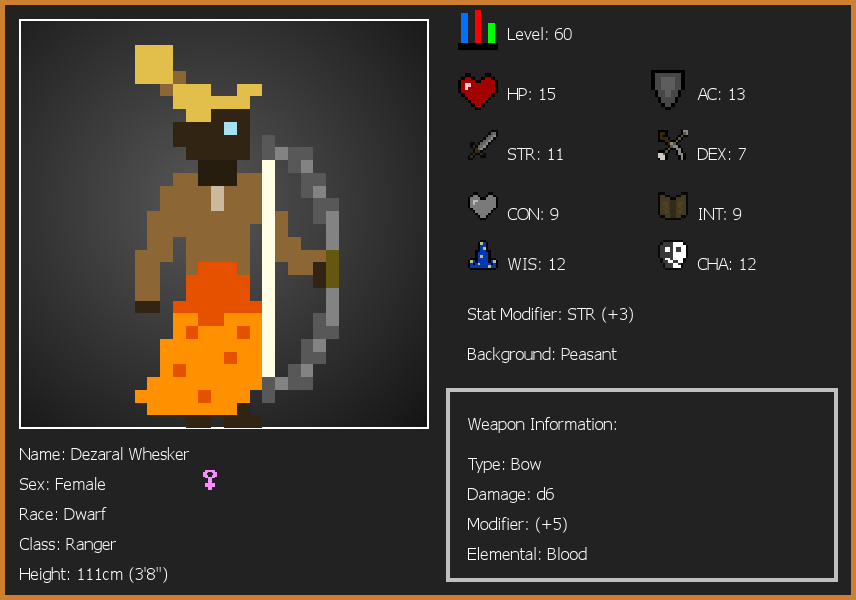 Level: 60
HP: 15
AC: 13
STR: 11
DEX: 7
CON: 9
INT: 9
WIS: 12
CHA: 12
Stat Modifier: STR (+3)
Background: Peasant
Weapon Information:
Type: Bow
Damage: d6
Modifier: (+5)
Elemental: Blood
Name: Dezaral Whesker
Sex: Female
Race: Dwarf
Class: Ranger
Height: 111cm (3'8")